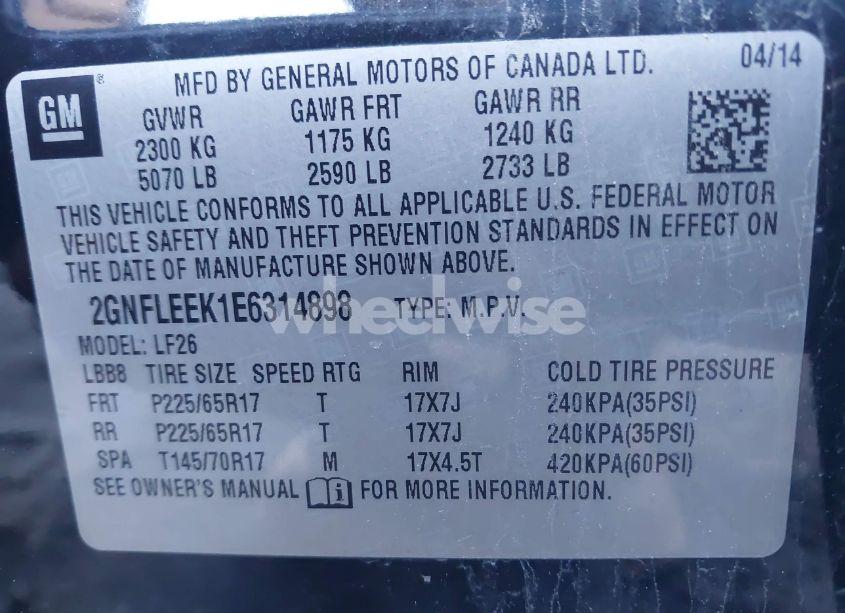 GM ® MFD BY GENERAL MOTORS OF CANADA LTD. 04/14
GVWR GAWR FRT GAWR RR
2300 KG 1175 KG 1240 KG
5070 LB 2590 LB 2733 LB
THIS VEHICLE CONFORMS TO ALL APPLICABLE U.S. FEDERAL MOTOR
VEHICLE SAFETY AND THEFT PREVENTION STANDARDS IN EFFECT ON
THE DATE OF MANUFACTURE SHOWN ABOVE.
2GNFLEEK1E6314898 TYPE: M.P.V.
wheelwise
MODEL: LF26
LBB8 TIRE SIZE SPEED RTG RIM COLD TIRE PRESSURE
FRT P225/65R17 T 17X7J 240KPA(35PSI)
RR P225/65R17 T 17X7J 240KPA(35PSI)
SPA T145/70R17 M 17X4.5T 420KPA(60PSI)
SEE OWNER'S MANUAL i FOR MORE INFORMATION.